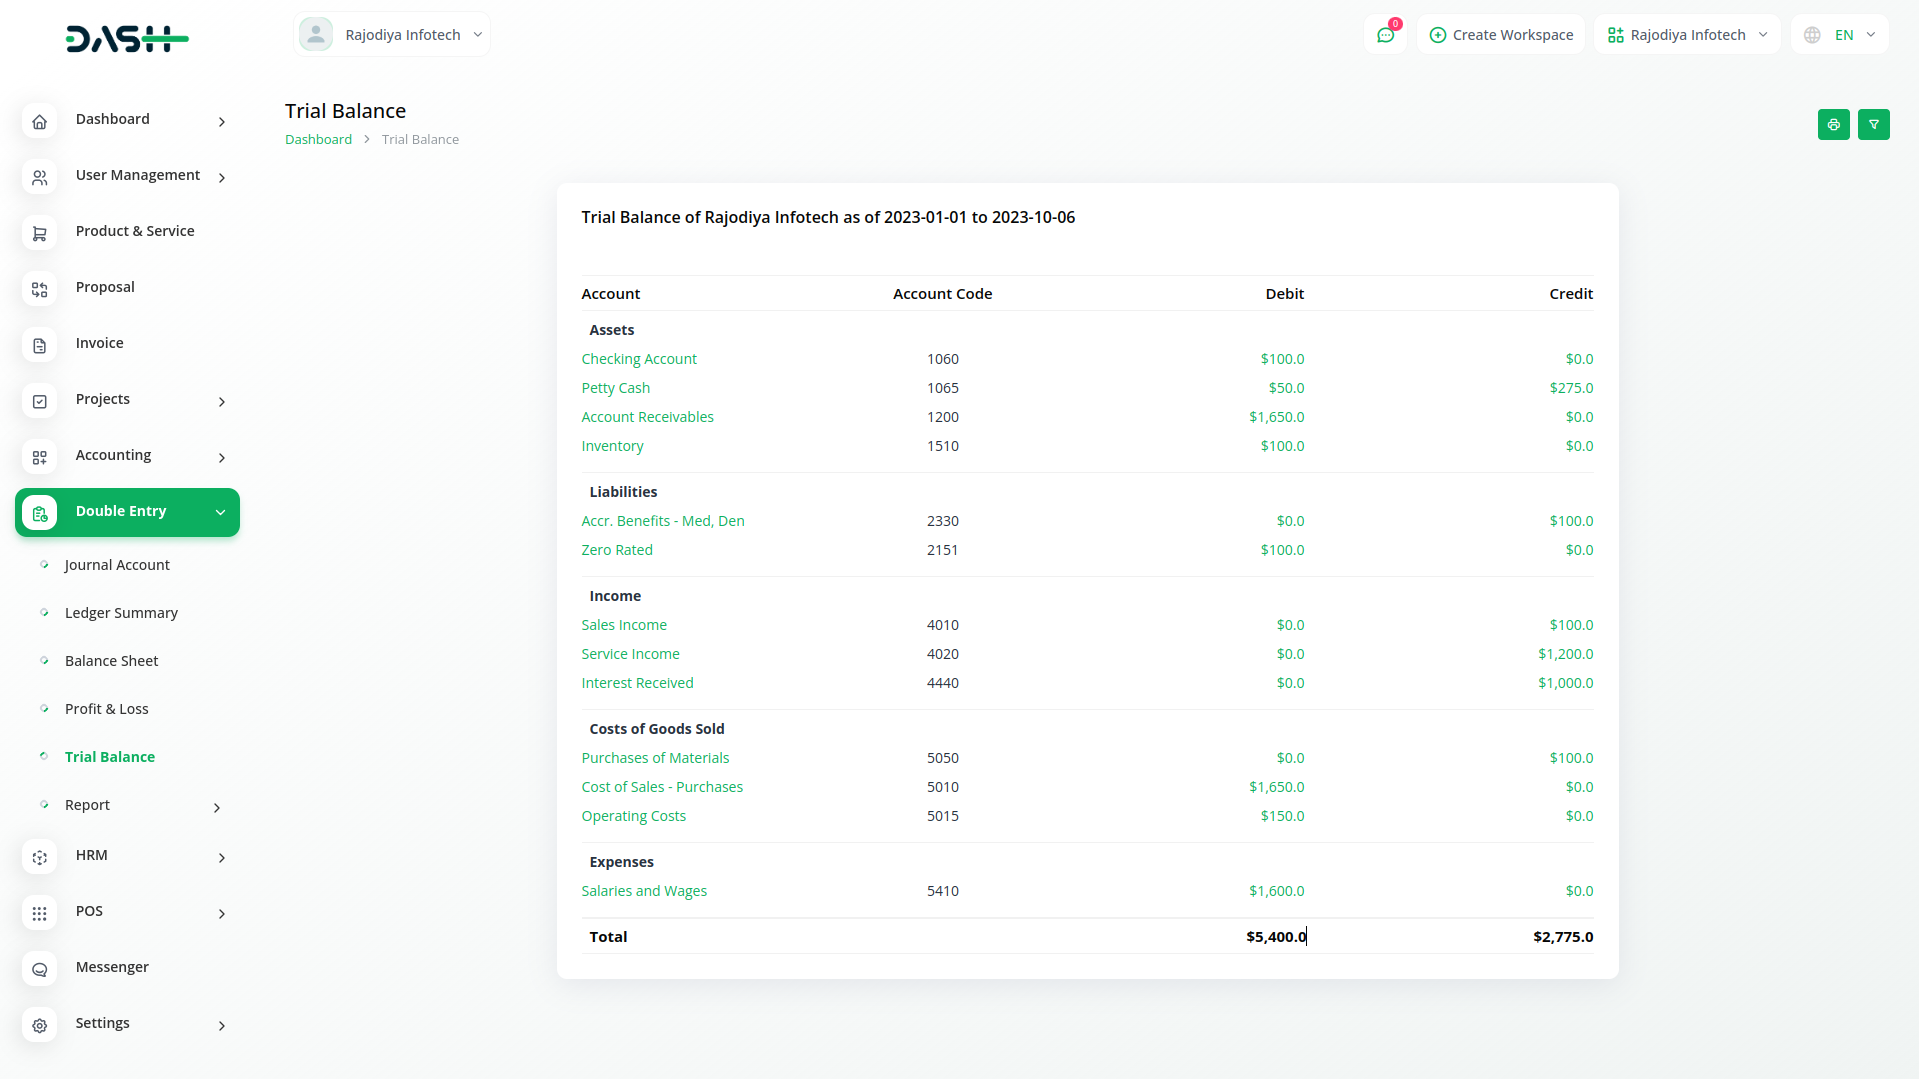 DASH
Rajodiya Infotech
0
Create Workspace
Rajodiya Infotech
EN
Dashboard
User Management
Product & Service
Proposal
Invoice
Projects
Accounting
Double Entry
Journal Account
Ledger Summary
Balance Sheet
Profit & Loss
Trial Balance
Report
HRM
POS
Messenger
Settings
Trial Balance
Dashboard > Trial Balance
Trial Balance of Rajodiya Infotech as of 2023-01-01 to 2023-10-06
Account Account Code Debit Credit
Assets
Checking Account 1060 $100.0 $0.0
Petty Cash 1065 $50.0 $275.0
Account Receivables 1200 $1,650.0 $0.0
Inventory 1510 $100.0 $0.0
Liabilities
Accr. Benefits - Med, Den 2330 $0.0 $100.0
Zero Rated 2151 $100.0 $0.0
Income
Sales Income 4010 $0.0 $100.0
Service Income 4020 $0.0 $1,200.0
Interest Received 4440 $0.0 $1,000.0
Costs of Goods Sold
Purchases of Materials 5050 $0.0 $100.0
Cost of Sales - Purchases 5010 $1,650.0 $0.0
Operating Costs 5015 $150.0 $0.0
Expenses
Salaries and Wages 5410 $1,600.0 $0.0
Total $5,400.0 $2,775.0